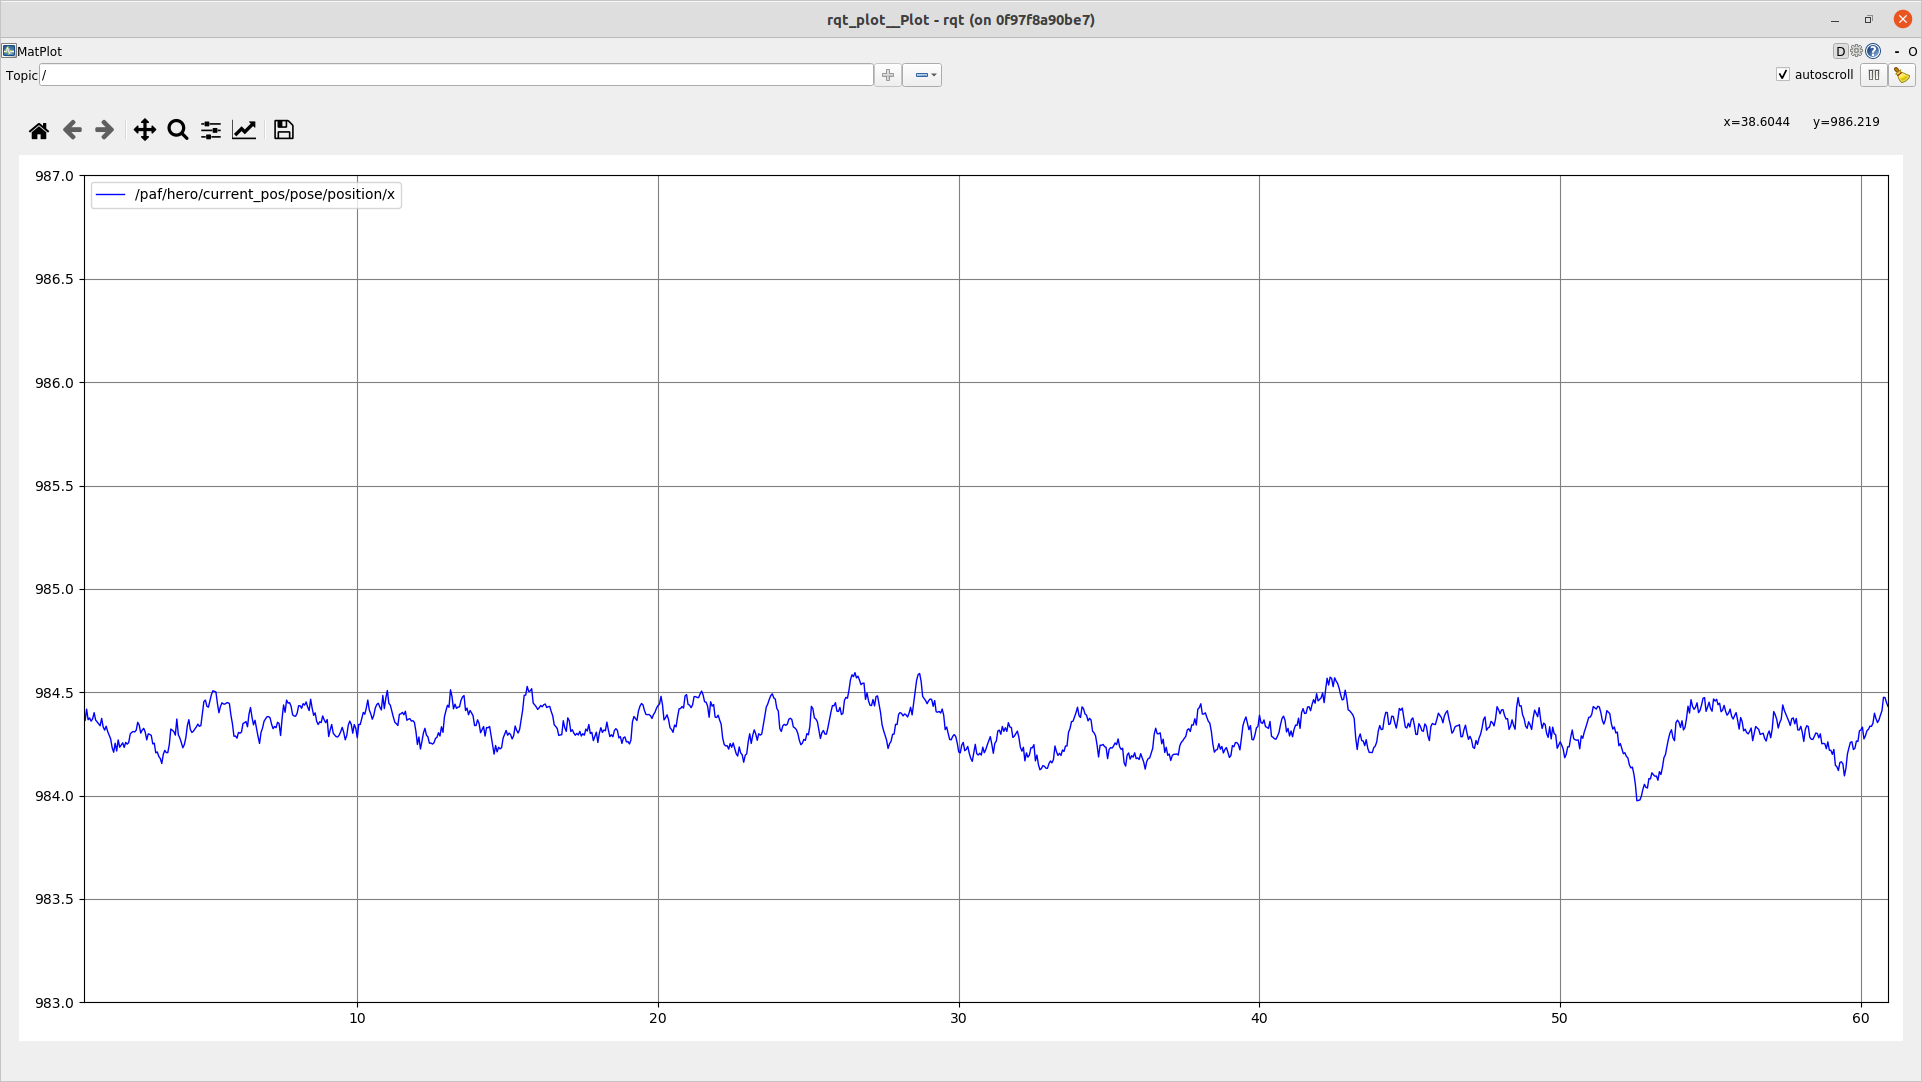 rqt_plot__Plot - rqt (on 0f97f8a90be7)
MatPlot
D
- O
Topic /
autoscroll
x=38.6044 y=986.219
/paf/hero/current_pos/pose/position/x
987.0
986.5
986.0
985.5
985.0
984.5
984.0
983.5
983.0
10 20 30 40 50 60